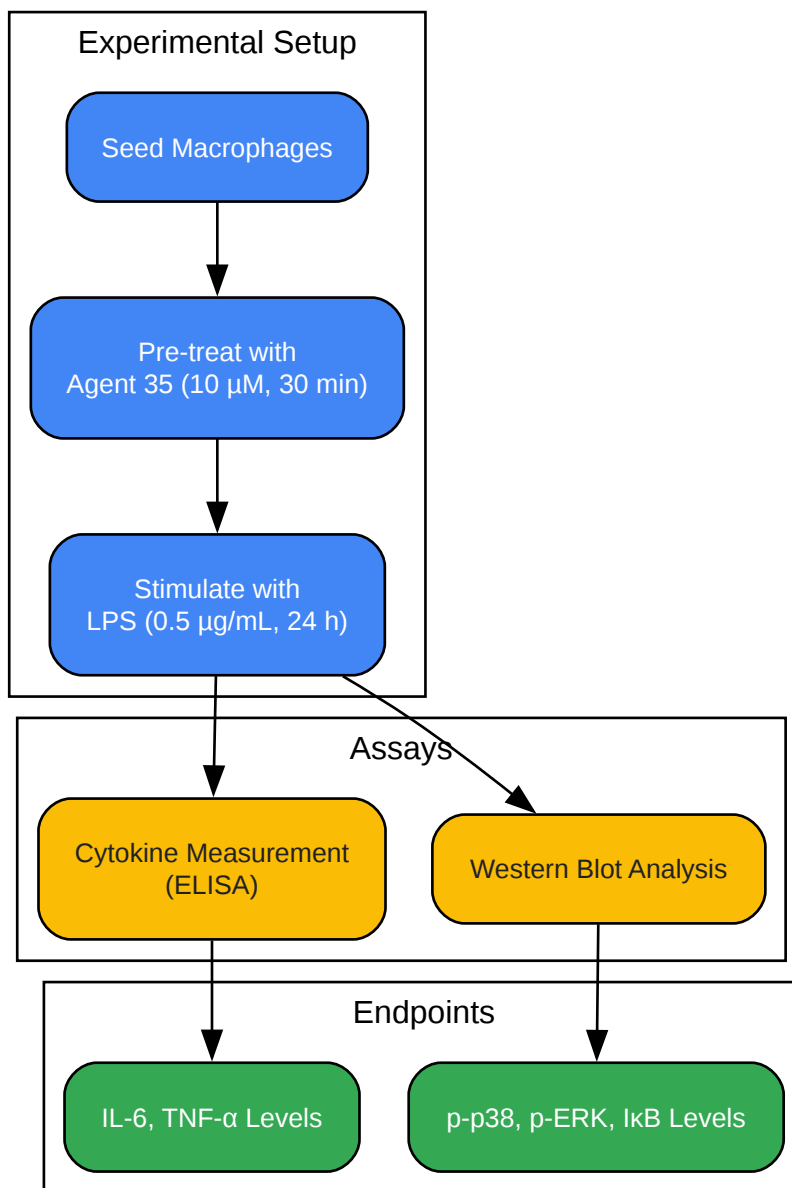 Experimental Setup
Seed Macrophages
Pre-treat with
Agent 35 (10 µM, 30 min)
Stimulate with
LPS (0.5 µg/mL, 24 h)
Assays
Cytokine Measurement
(ELISA)
Western Blot Analysis
Endpoints
IL-6, TNF-α Levels
p-p38, p-ERK, IκB Levels